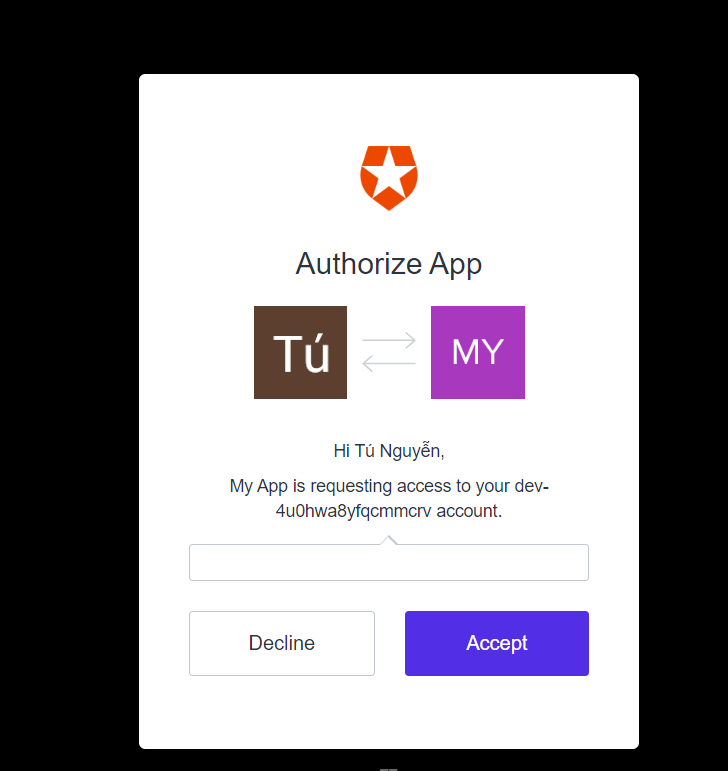 Authorize App
Tú
MY
Hi Tú Nguyễn,
My App is requesting access to your dev-
4u0hwa8yfqcmmcrv account.
Decline
Accept